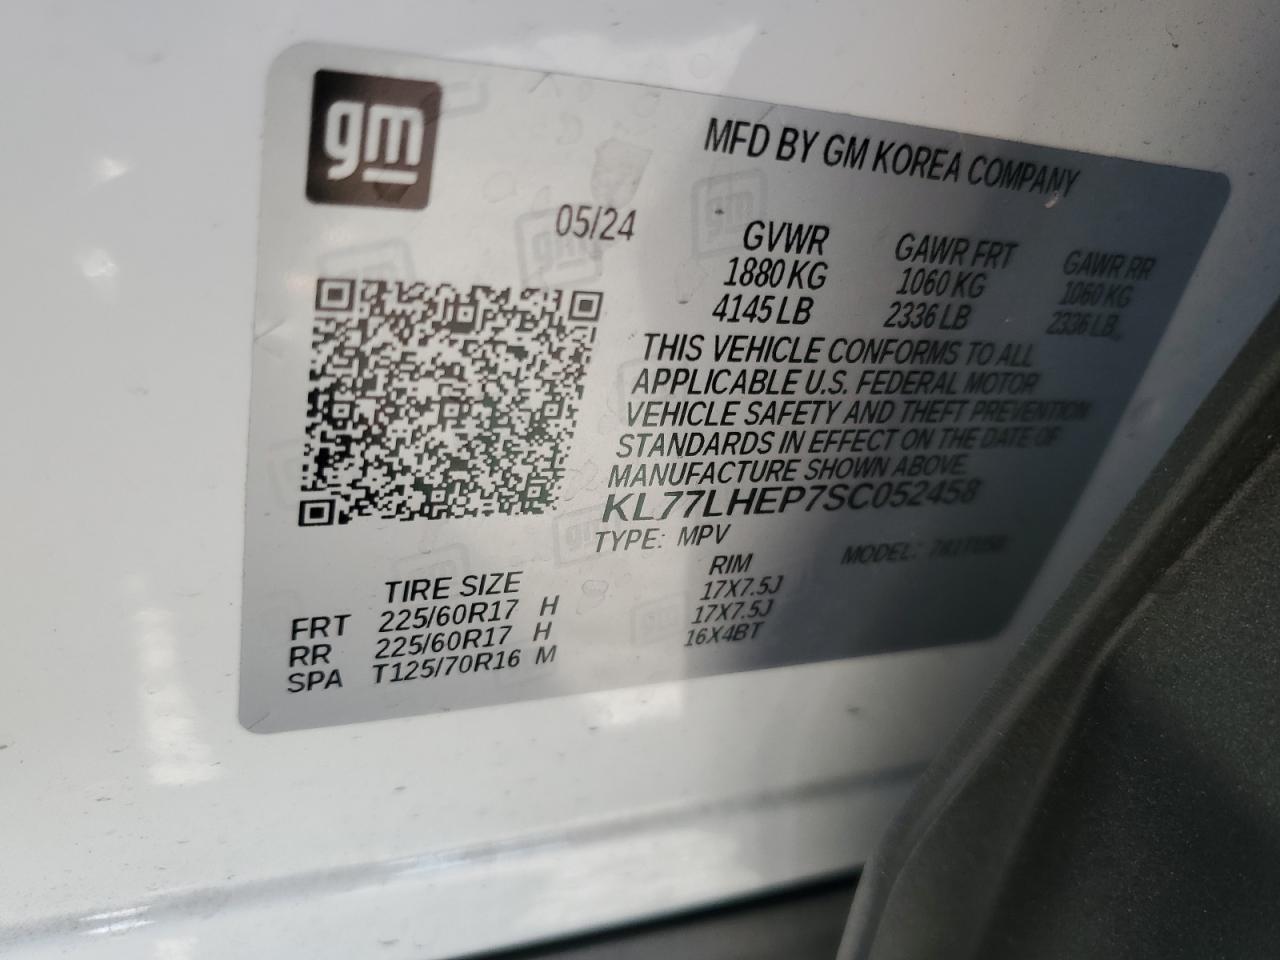 gm
MFD BY GM KOREA COMPANY
05/24
GVWR GAWR FRT GAWR RR
1880 KG 1060 KG 1060 KG
4145 LB 2336 LB 2336 LB
THIS VEHICLE CONFORMS TO ALL
APPLICABLE U.S. FEDERAL MOTOR
VEHICLE SAFETY AND THEFT PREVENTION
STANDARDS IN EFFECT ON THE DATE OF
MANUFACTURE SHOWN ABOVE.
KL77LHEP7SC052458
TYPE: MPV MODEL:
TIRE SIZE RIM
FRT 225/60R17 H 17X7.5J
RR 225/60R17 H 17X7.5J
SPA T125/70R16 M 16X4BT